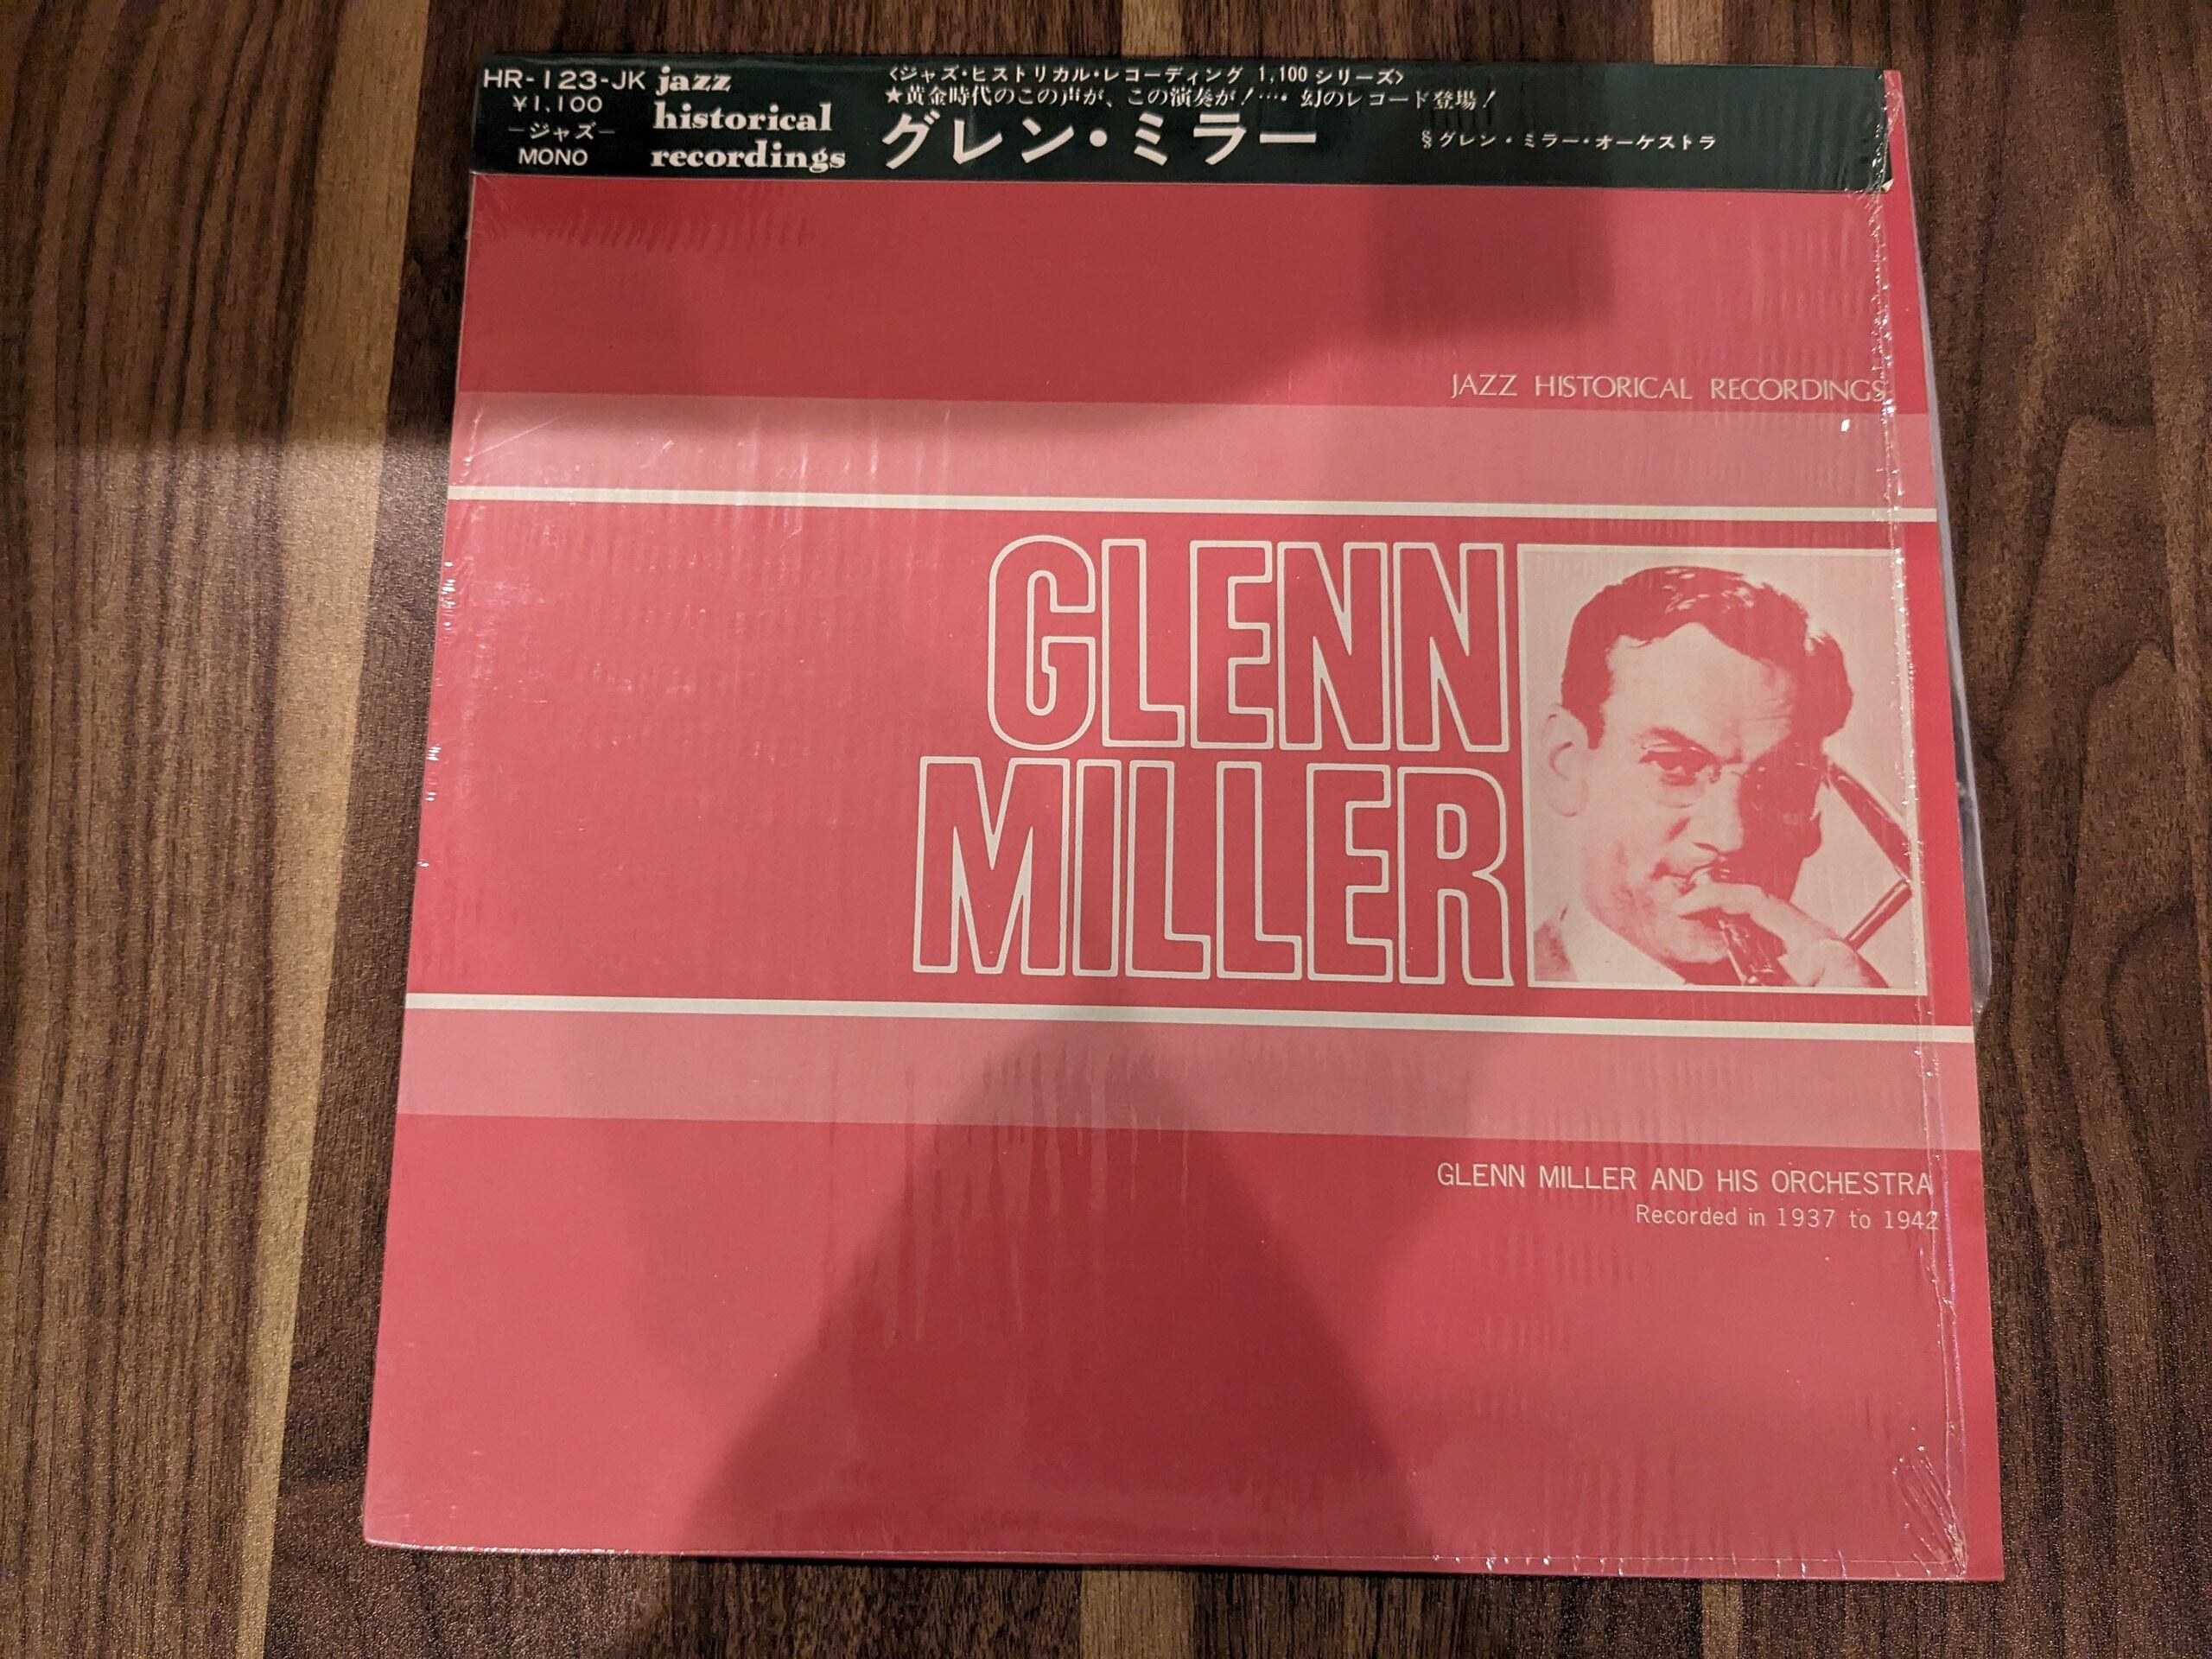 HR-123-JK
¥1,100
—ジャズ—
MONO
jazz
historical
recordings
〈ジャズ・ヒストリカル・レコーディング 1,100 シリーズ〉
★黄金時代のこの声が、この演奏が!…・幻のレコード登場!
グレン・ミラー
§グレン・ミラー・オーケストラ
JAZZ HISTORICAL RECORDINGS
GLENN
MILLER
GLENN MILLER AND HIS ORCHESTRA
Recorded in 1937 to 1942